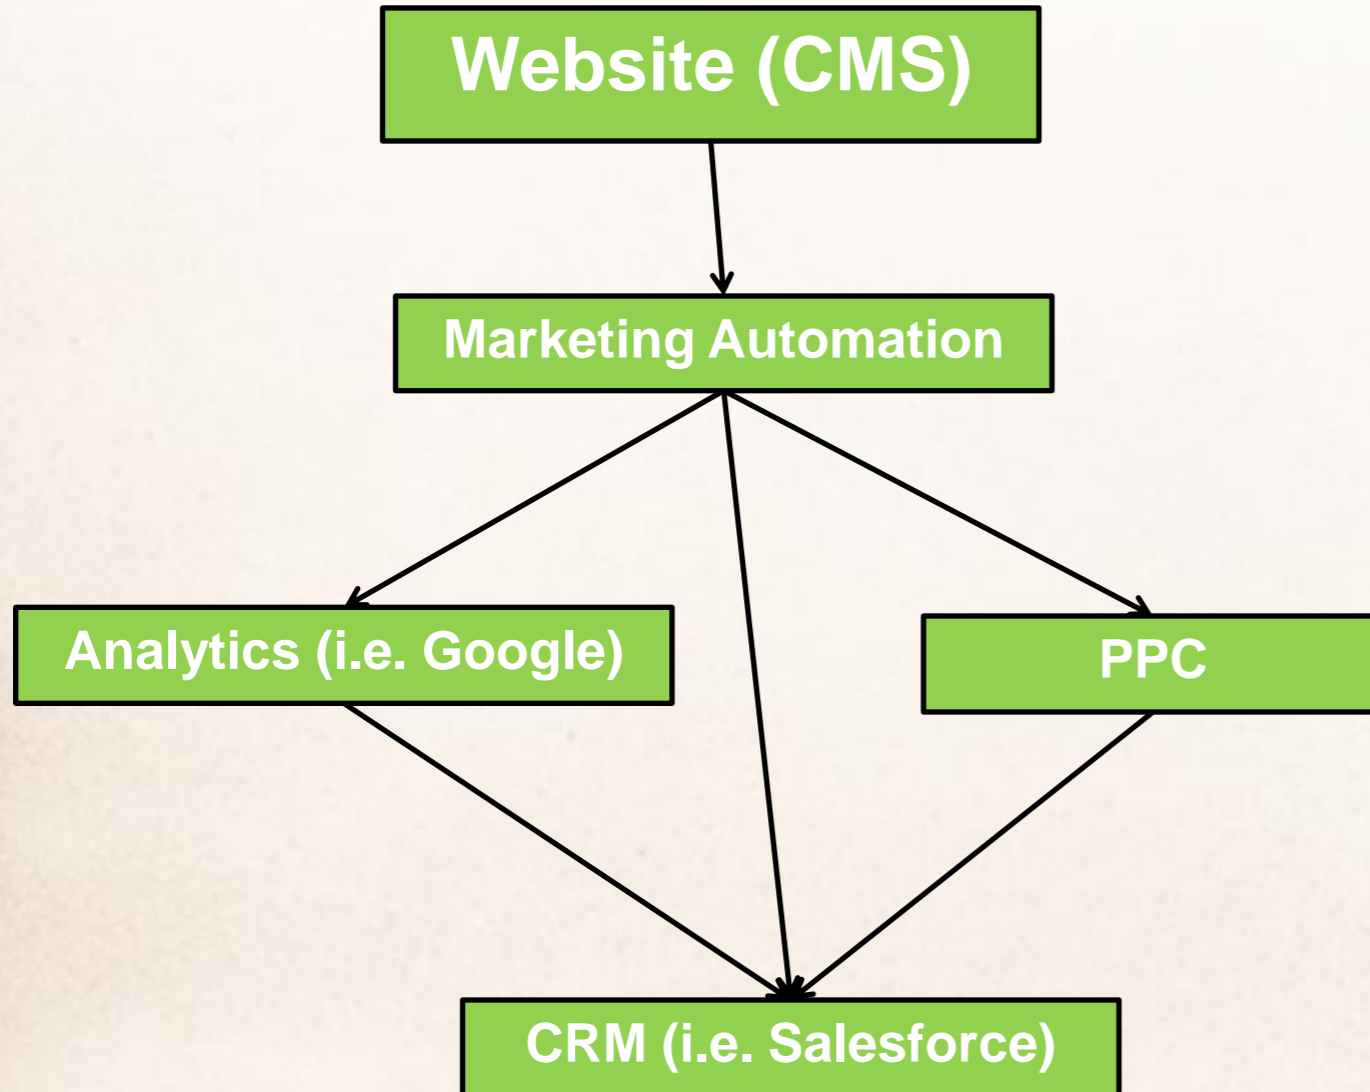 Website (CMS)
Marketing Automation
Analytics (i.e. Google)
PPC
CRM (i.e. Salesforce)